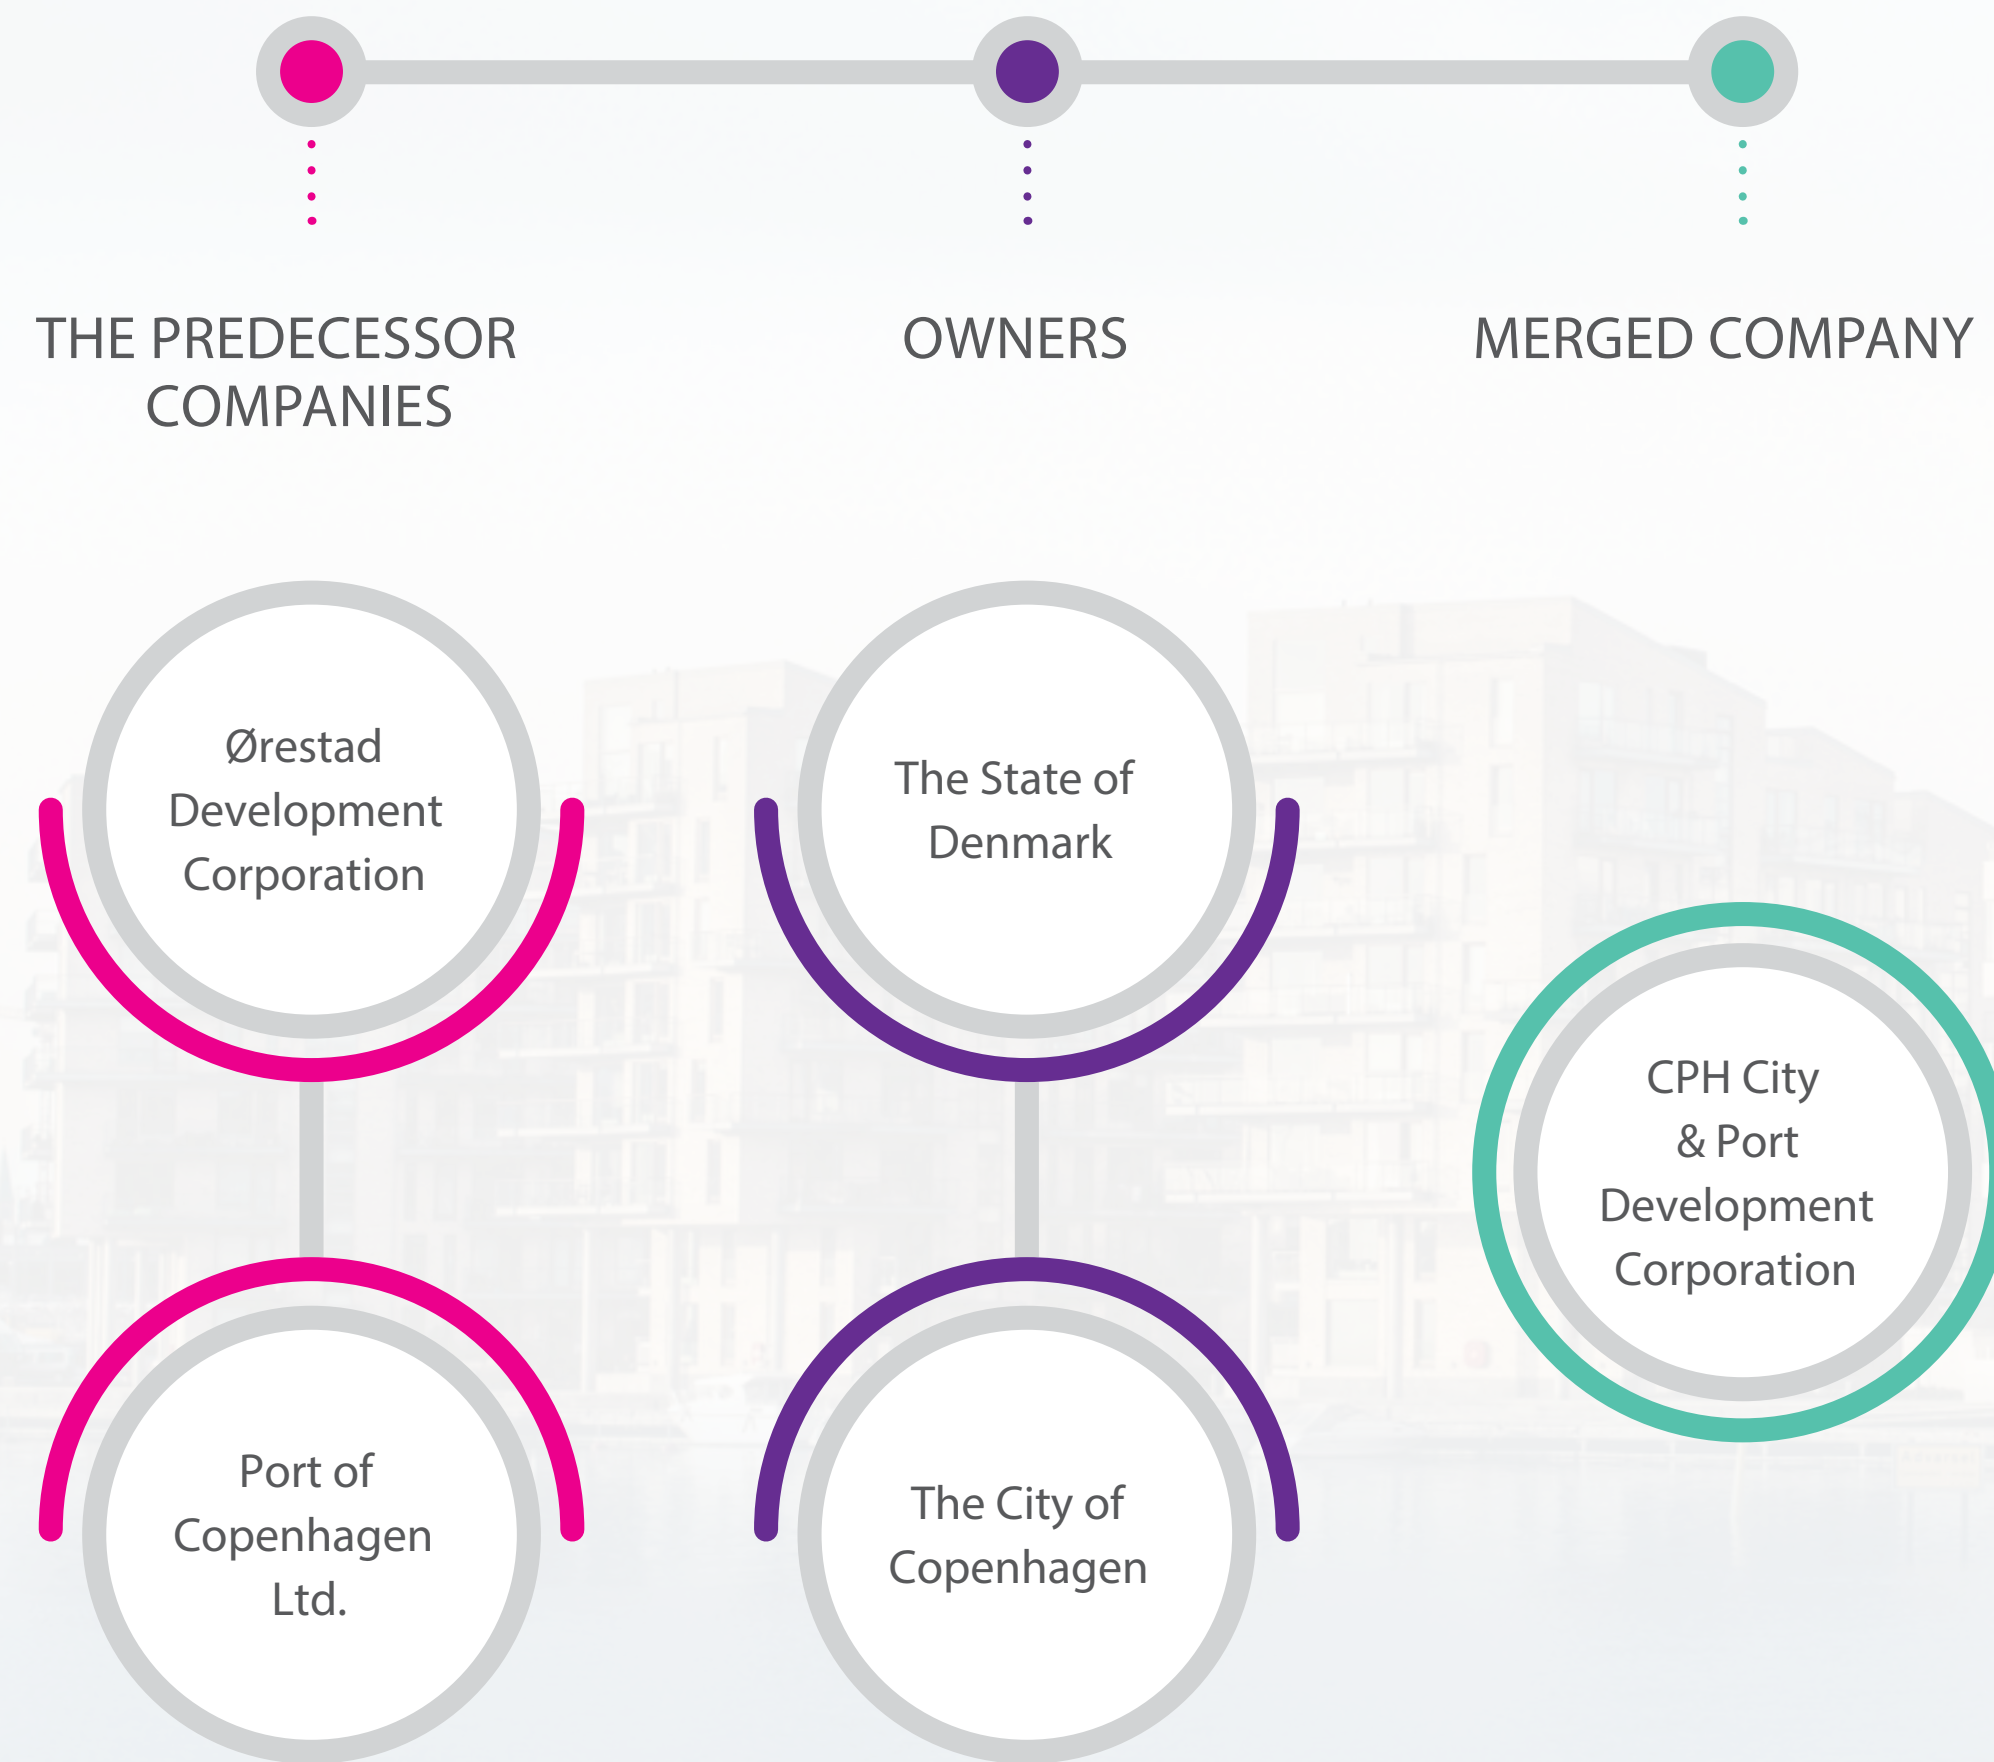 THE PREDECESSOR
COMPANIES
OWNERS
MERGED COMPANY
Ørestad
Development
Corporation
Port of
Copenhagen
Ltd.
The State of
Denmark
The City of
Copenhagen
CPH City
& Port
Development
Corporation